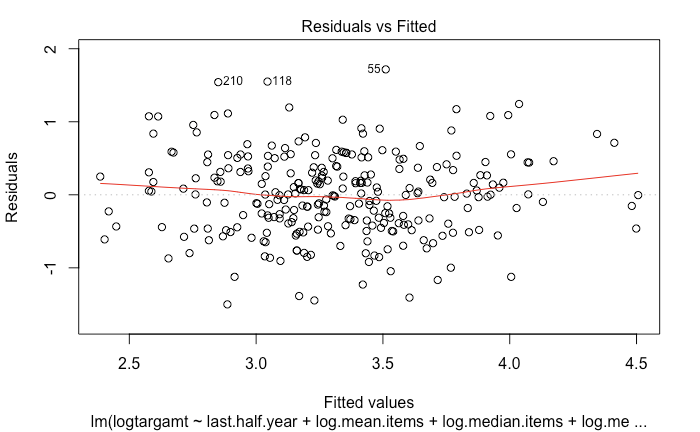 Residuals vs Fitted
Residuals
2
1
0
-1
210
118
55
2.5 3.0 3.5 4.0 4.5
Fitted values
lm(logtargamt ~ last.half.year + log.mean.items + log.median.items + log.me ...